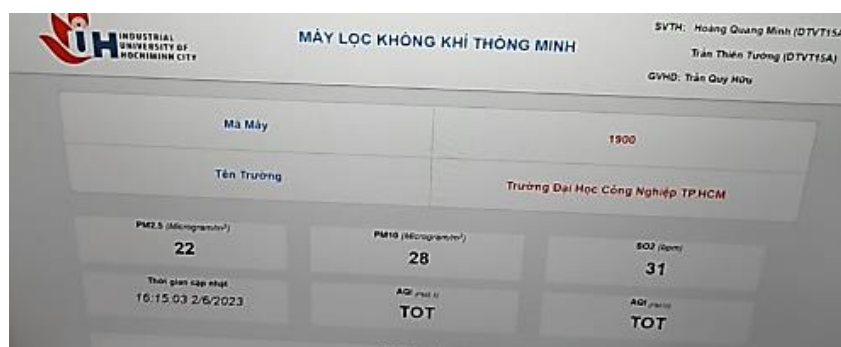 IUH
INDUSTRIAL
UNIVERSITY OF
HOCHIMINH CITY
MÁY LỌC KHÔNG KHÍ THÔNG MINH
SVTH: Hoàng Quang Minh (DTVT15A
Trần Thiên Tường (DTVT15A)
GVHD: Trần Quy Hữu
Mã Máy
1900
Tên Trường
Trường Đại Học Công Nghiệp TP.HCM
PM2.5 (Microgram/m³)
22
PM10 (Microgram/m³)
28
SO2 (ppm)
31
Thời gian cập nhật
16:15:03 2/6/2023
AQI
TOT
AQI
TOT